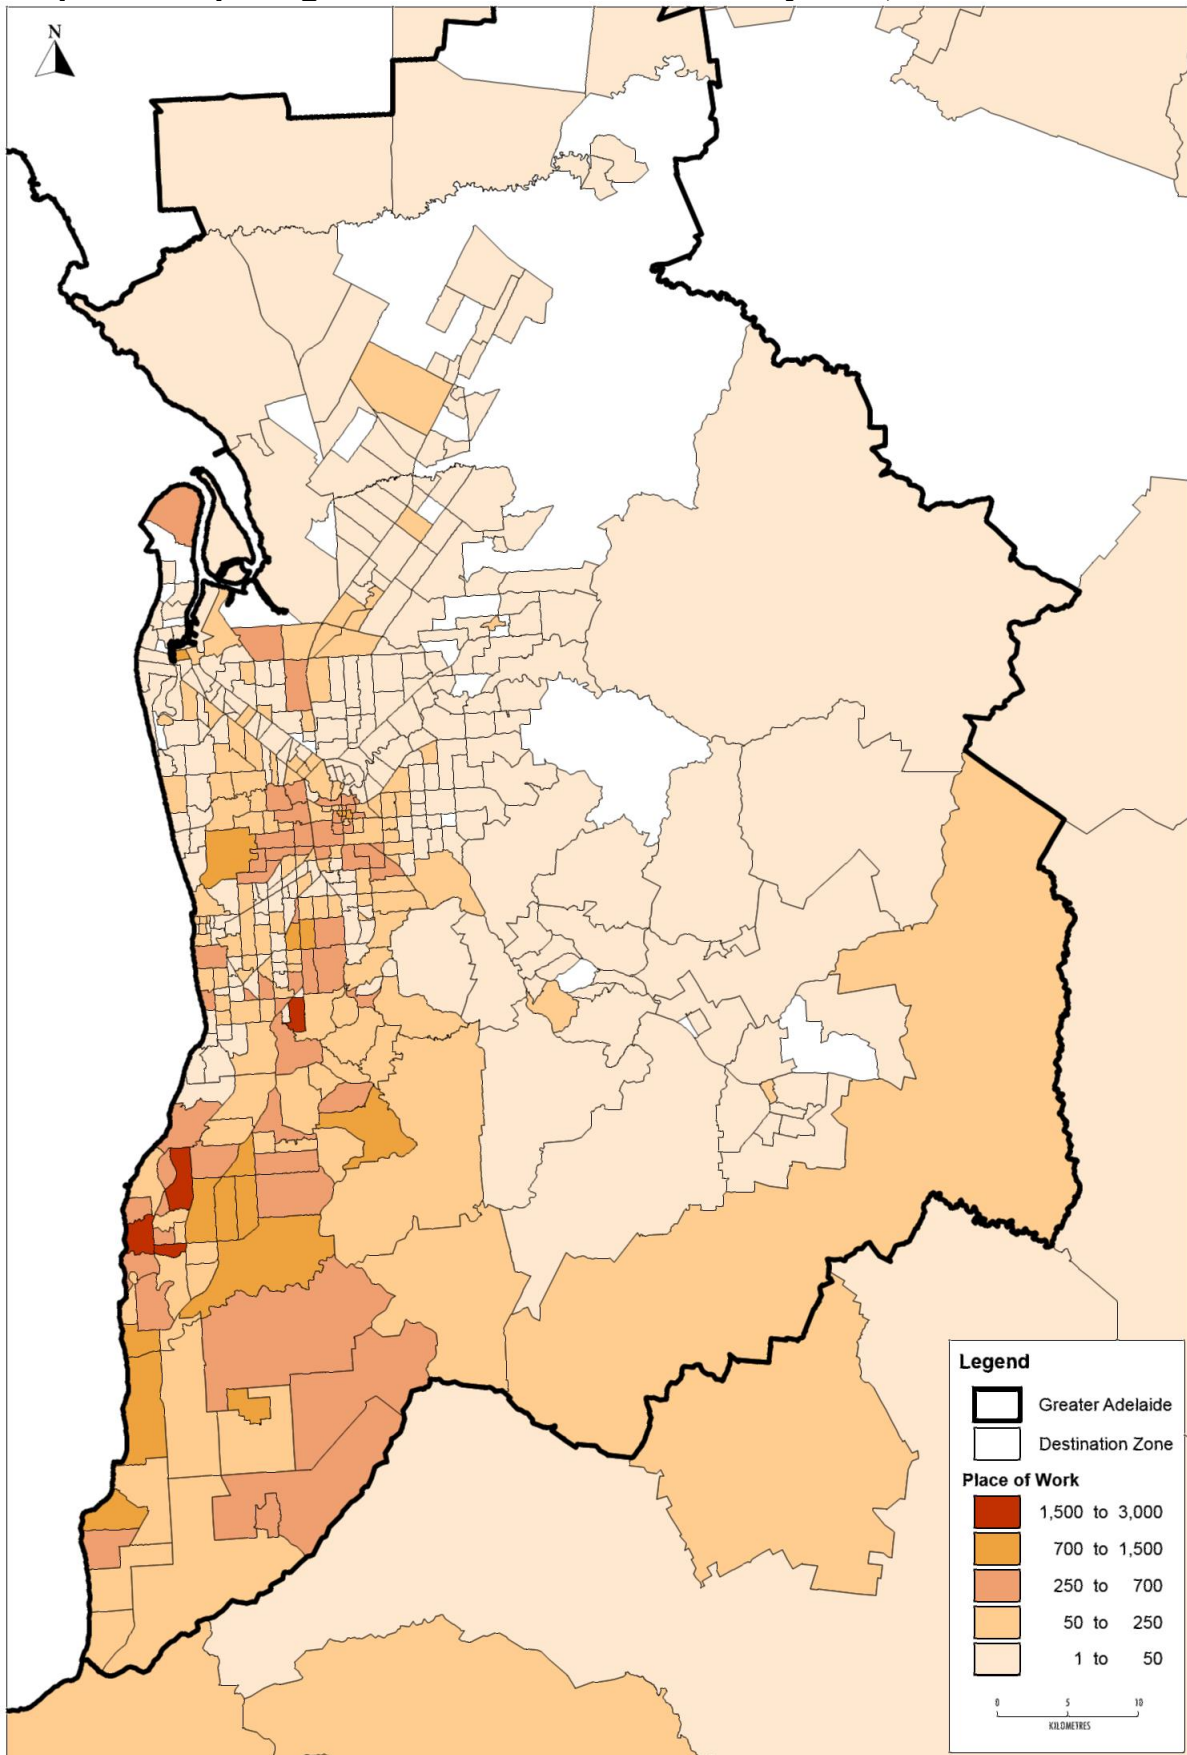 N
Legend
Greater Adelaide
Destination Zone
Place of Work
1,500 to 3,000
700 to 1,500
250 to 700
50 to 250
1 to 50
0 5 10
KILOMETRES